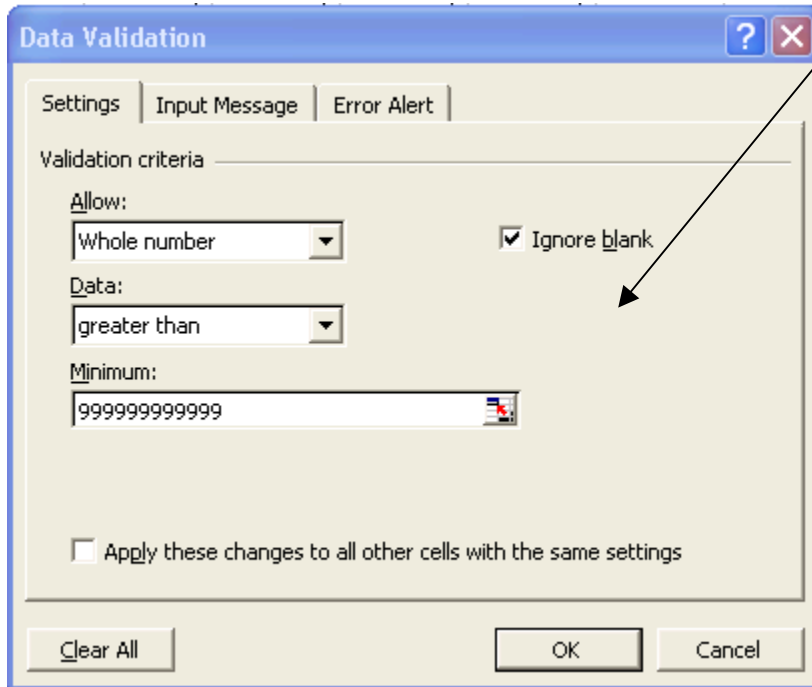 Data Validation
Settings Input Message Error Alert
Validation criteria
Allow:
Whole number
Ignore blank
Data:
greater than
Minimum:
999999999999
Apply these changes to all other cells with the same settings
Clear All OK Cancel